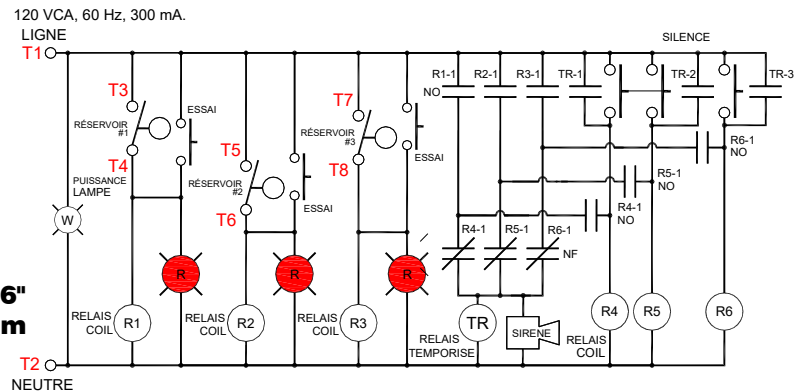 120 VCA, 60 Hz, 300 mA.
LIGNE
T1
SILENCE
T3
ESSAI
RÉSERVOIR
#1
T4
T5
RÉSERVOIR
#2
T6
ESSAI
T7
RÉSERVOIR
#3
T8
ESSAI
R1-1
NO
R2-1
R3-1
TR-1
TR-2
TR-3
R6-1
NO
R5-1
NO
R4-1
NO
PUISSANCE
LAMPE
W
R
R
R
R4-1
R5-1
R6-1
NF
6"
m
RELAIS
COIL
R1
RELAIS
COIL
R2
RELAIS
COIL
R3
TR
RELAIS
TEMPORISE
SIRENE
RELAIS
COIL
R4
R5
R6
T2
NEUTRE